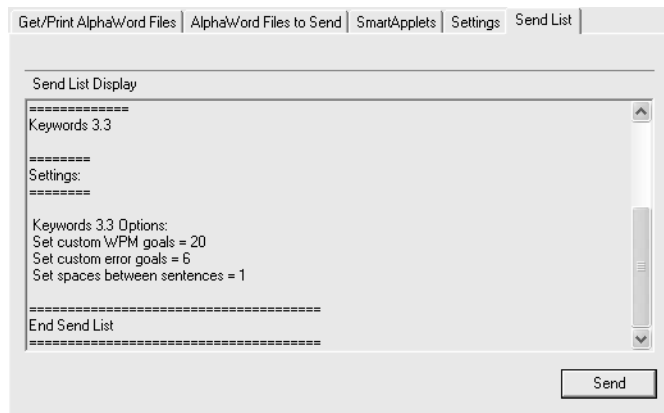 Get/Print AlphaWord Files AlphaWord Files to Send SmartApplets Settings Send List
Send List Display
=============
Keywords 3.3
========
Settings:
========
Keywords 3.3 Options:
Set custom WPM goals = 20
Set custom error goals = 6
Set spaces between sentences = 1
======================================
End Send List
======================================
Send